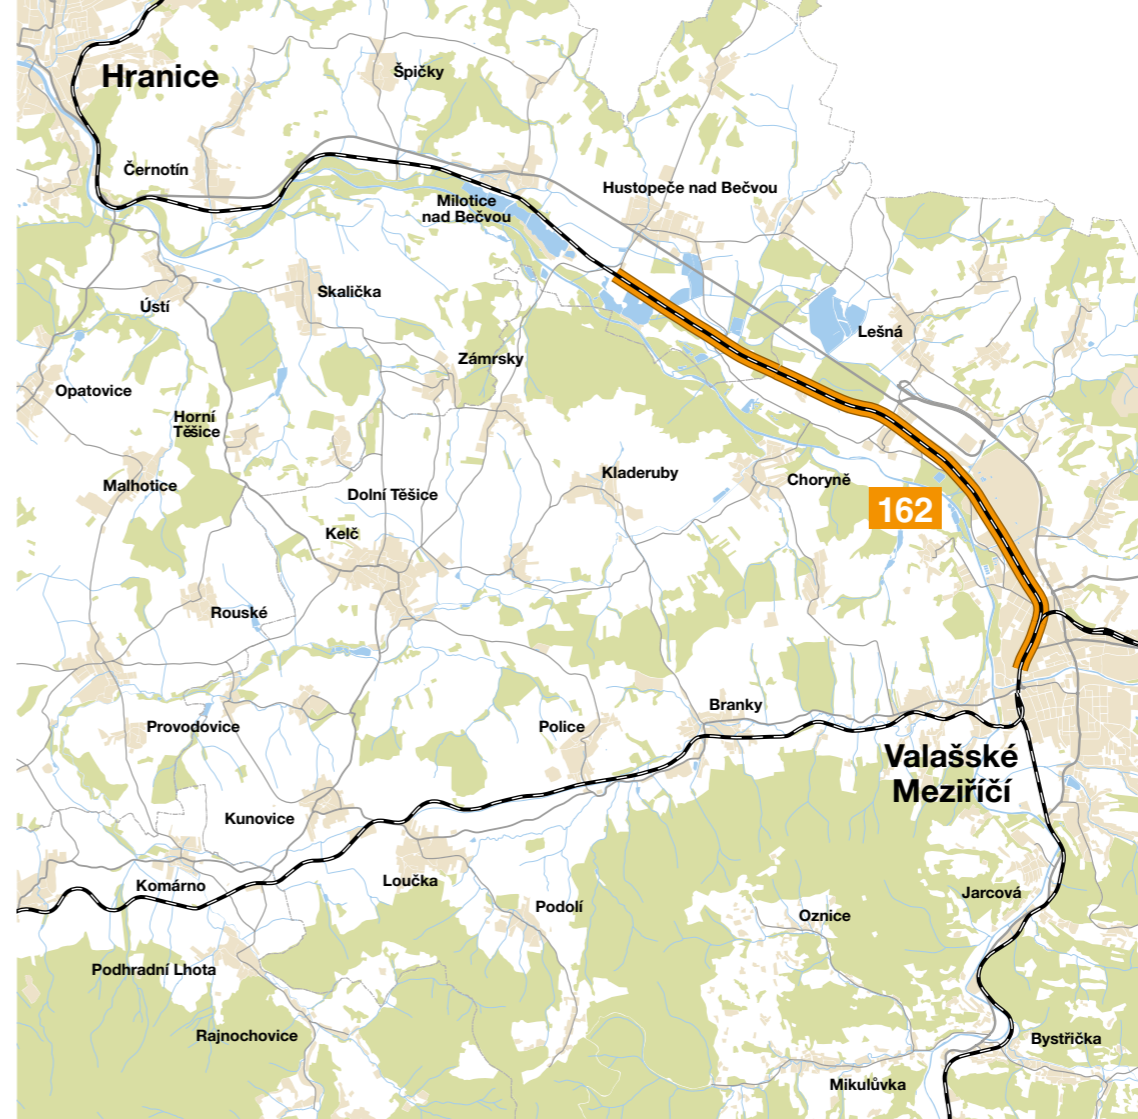 Hranice
Špičky
Černotín
Hustopeče nad Bečvou
Milotice
nad Bečvou
Skalička
Ústí
Lešná
Zámrsky
Opatovice
Horní
Těšice
Kladeruby
Choryně
Malhotice
Dolní Těšice
162
Kelč
Rouské
Branky
Provodovice
Police
Valašské
Meziříčí
Kunovice
Loučka
Komárno
Jarcová
Podolí
Oznice
Podhradní Lhota
Rajnochovice
Bystřička
Mikulůvka